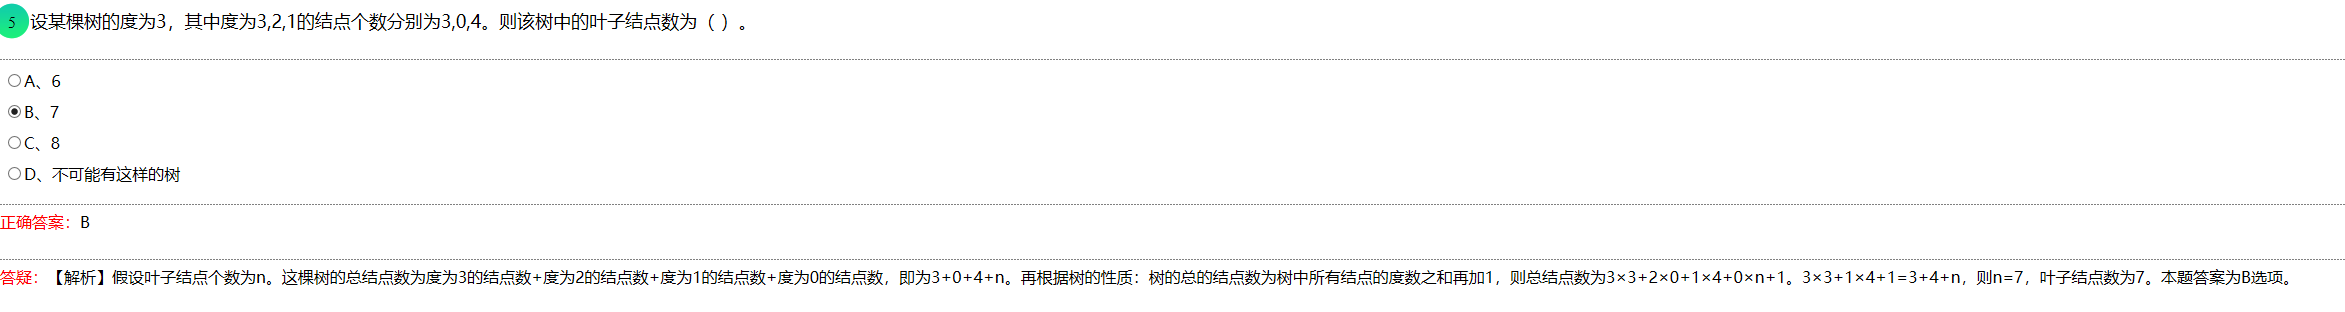 5 设某棵树的度为3，其中度为3,2,1的结点个数分别为3,0,4。则该树中的叶子结点数为（ ）。
A、6
B、7
C、8
D、不可能有这样的树
正确答案：B
答疑：【解析】假设叶子结点个数为n。这棵树的总结点数为度为3的结点数+度为2的结点数+度为1的结点数+度为0的结点数，即为3+0+4+n。再根据树的性质：树的总的结点数为树中所有结点的度数之和再加1，则总结点数为3×3+2×0+1×4+0×n+1。3×3+1×4+1=3+4+n，则n=7，叶子结点数为7。本题答案为B选项。